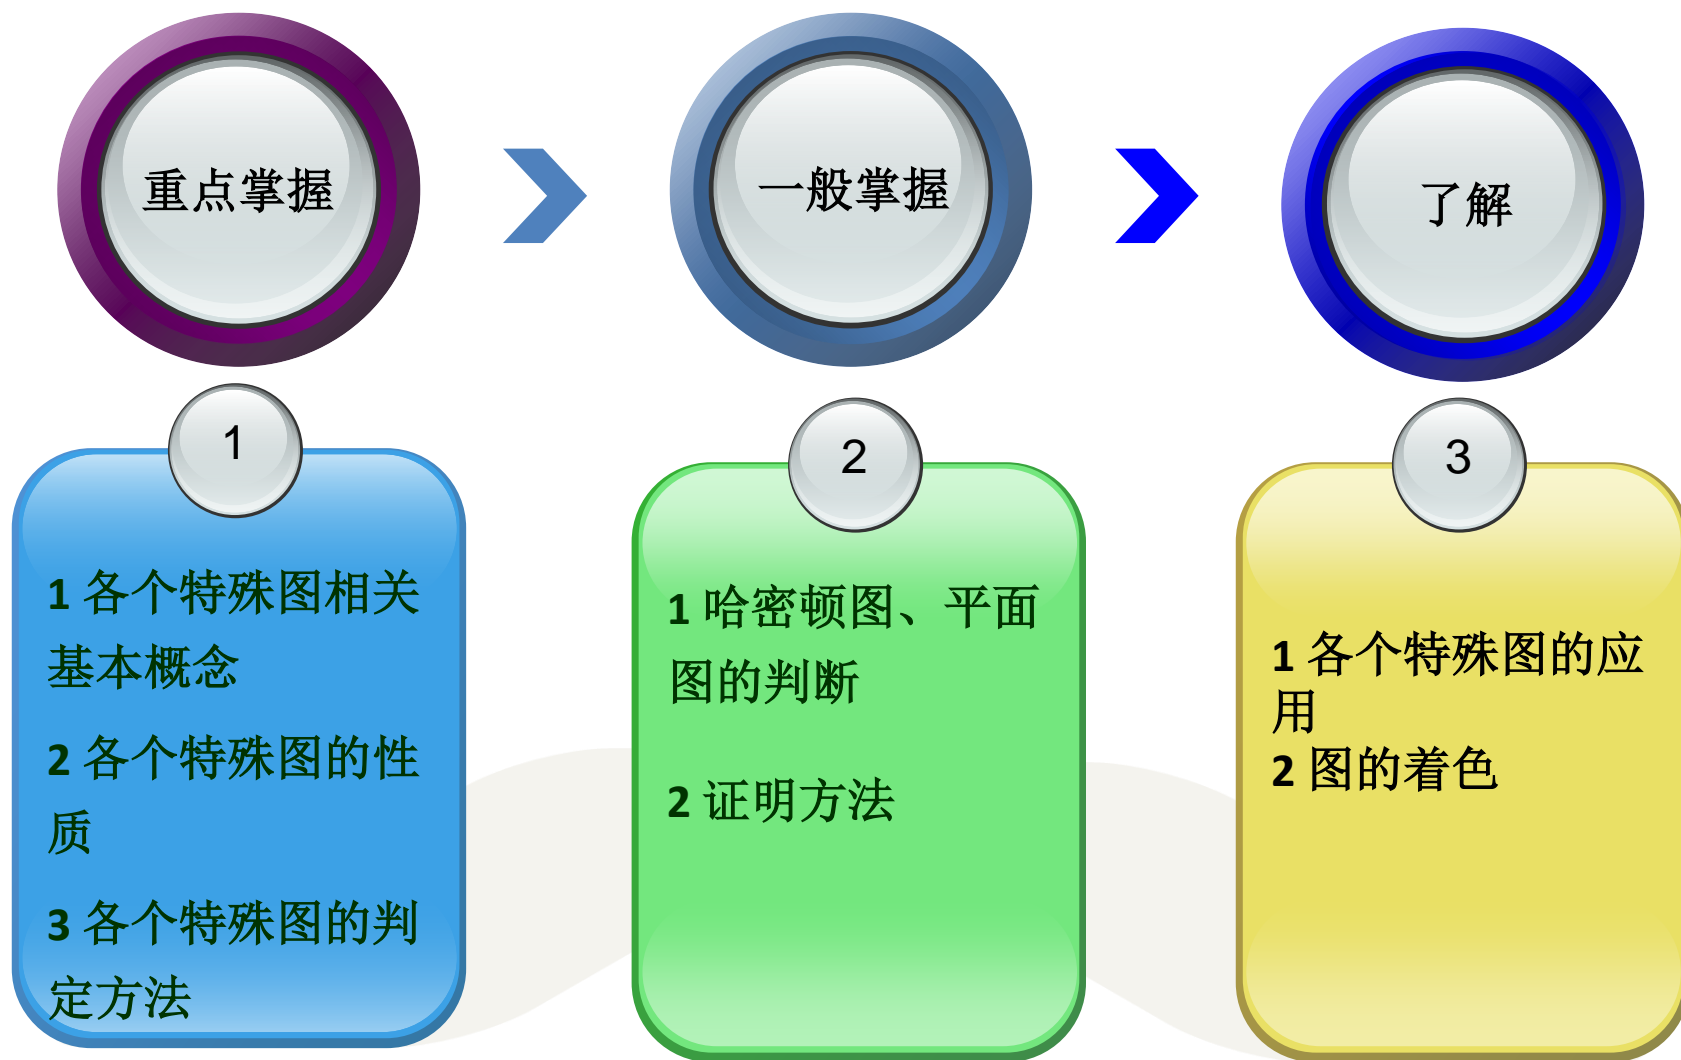 重点掌握
一般掌握
了解
1
1 各个特殊图相关
基本概念
2 各个特殊图的性
质
3 各个特殊图的判
定方法
2
1 哈密顿图、平面
图的判断
2 证明方法
3
1 各个特殊图的应
用
2 图的着色